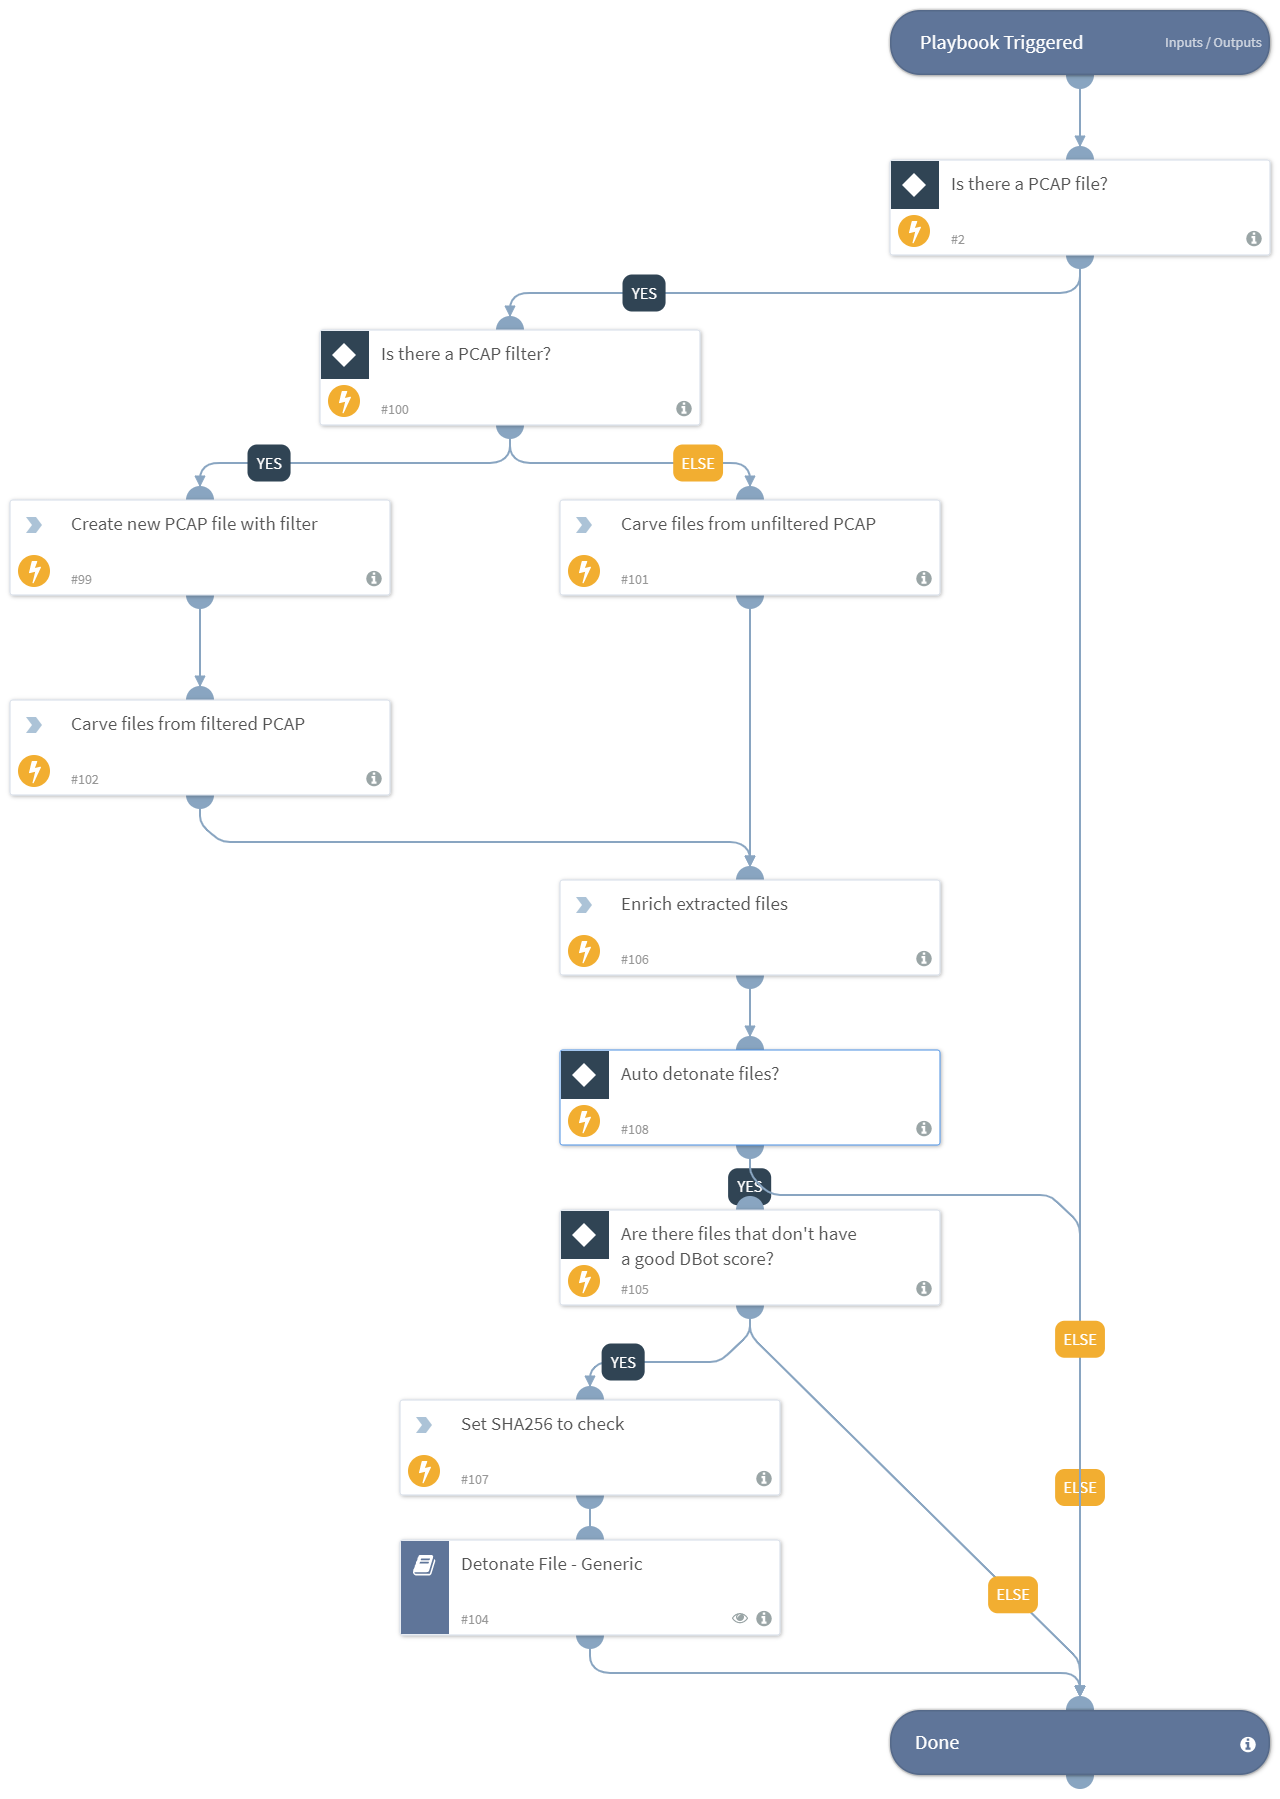 Playbook Triggered
Inputs / Outputs
Is there a PCAP file?
#2
YES
Is there a PCAP filter?
#100
YES
ELSE
Create new PCAP file with filter
#99
Carve files from unfiltered PCAP
#101
Carve files from filtered PCAP
#102
Enrich extracted files
#106
Auto detonate files?
#108
YES
Are there files that don't have
a good DBot score?
#105
ELSE
YES
Set SHA256 to check
#107
ELSE
Detonate File - Generic
#104
ELSE
Done